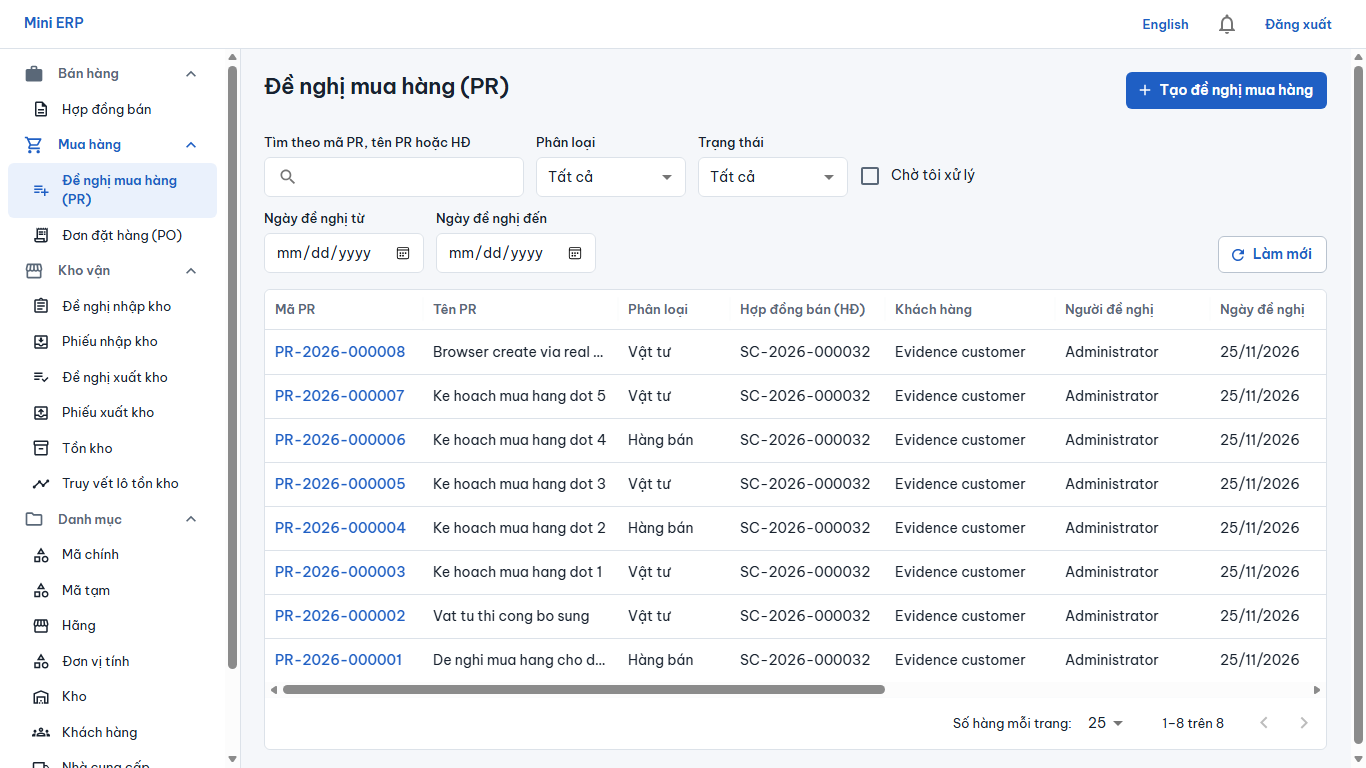 Mini ERP
English
Đăng xuất
Bán hàng
Hợp đồng bán
Mua hàng
Đề nghị mua hàng
(PR)
Đơn đặt hàng (PO)
Kho vận
Đề nghị nhập kho
Phiếu nhập kho
Đề nghị xuất kho
Phiếu xuất kho
Tồn kho
Truy vết lô tồn kho
Danh mục
Mã chính
Mã tạm
Hãng
Đơn vị tính
Kho
Khách hàng
Nhà cung cấp
Đề nghị mua hàng (PR)
Tạo đề nghị mua hàng
Tìm theo mã PR, tên PR hoặc HĐ
Phân loại
Tất cả
Trạng thái
Tất cả
Chờ tôi xử lý
Ngày đề nghị từ
mm/dd/yyyy
Ngày đề nghị đến
mm/dd/yyyy
Làm mới
Mã PR Tên PR Phân loại Hợp đồng bán (HĐ) Khách hàng Người đề nghị Ngày đề nghị
PR-2026-000008 Browser create via real ... Vật tư SC-2026-000032 Evidence customer Administrator 25/11/2026
PR-2026-000007 Ke hoach mua hang dot 5 Vật tư SC-2026-000032 Evidence customer Administrator 25/11/2026
PR-2026-000006 Ke hoach mua hang dot 4 Hàng bán SC-2026-000032 Evidence customer Administrator 25/11/2026
PR-2026-000005 Ke hoach mua hang dot 3 Vật tư SC-2026-000032 Evidence customer Administrator 25/11/2026
PR-2026-000004 Ke hoach mua hang dot 2 Hàng bán SC-2026-000032 Evidence customer Administrator 25/11/2026
PR-2026-000003 Ke hoach mua hang dot 1 Vật tư SC-2026-000032 Evidence customer Administrator 25/11/2026
PR-2026-000002 Vat tu thi cong bo sung Vật tư SC-2026-000032 Evidence customer Administrator 25/11/2026
PR-2026-000001 De nghi mua hang cho d... Hàng bán SC-2026-000032 Evidence customer Administrator 25/11/2026
Số hàng mỗi trang: 25 1–8 trên 8